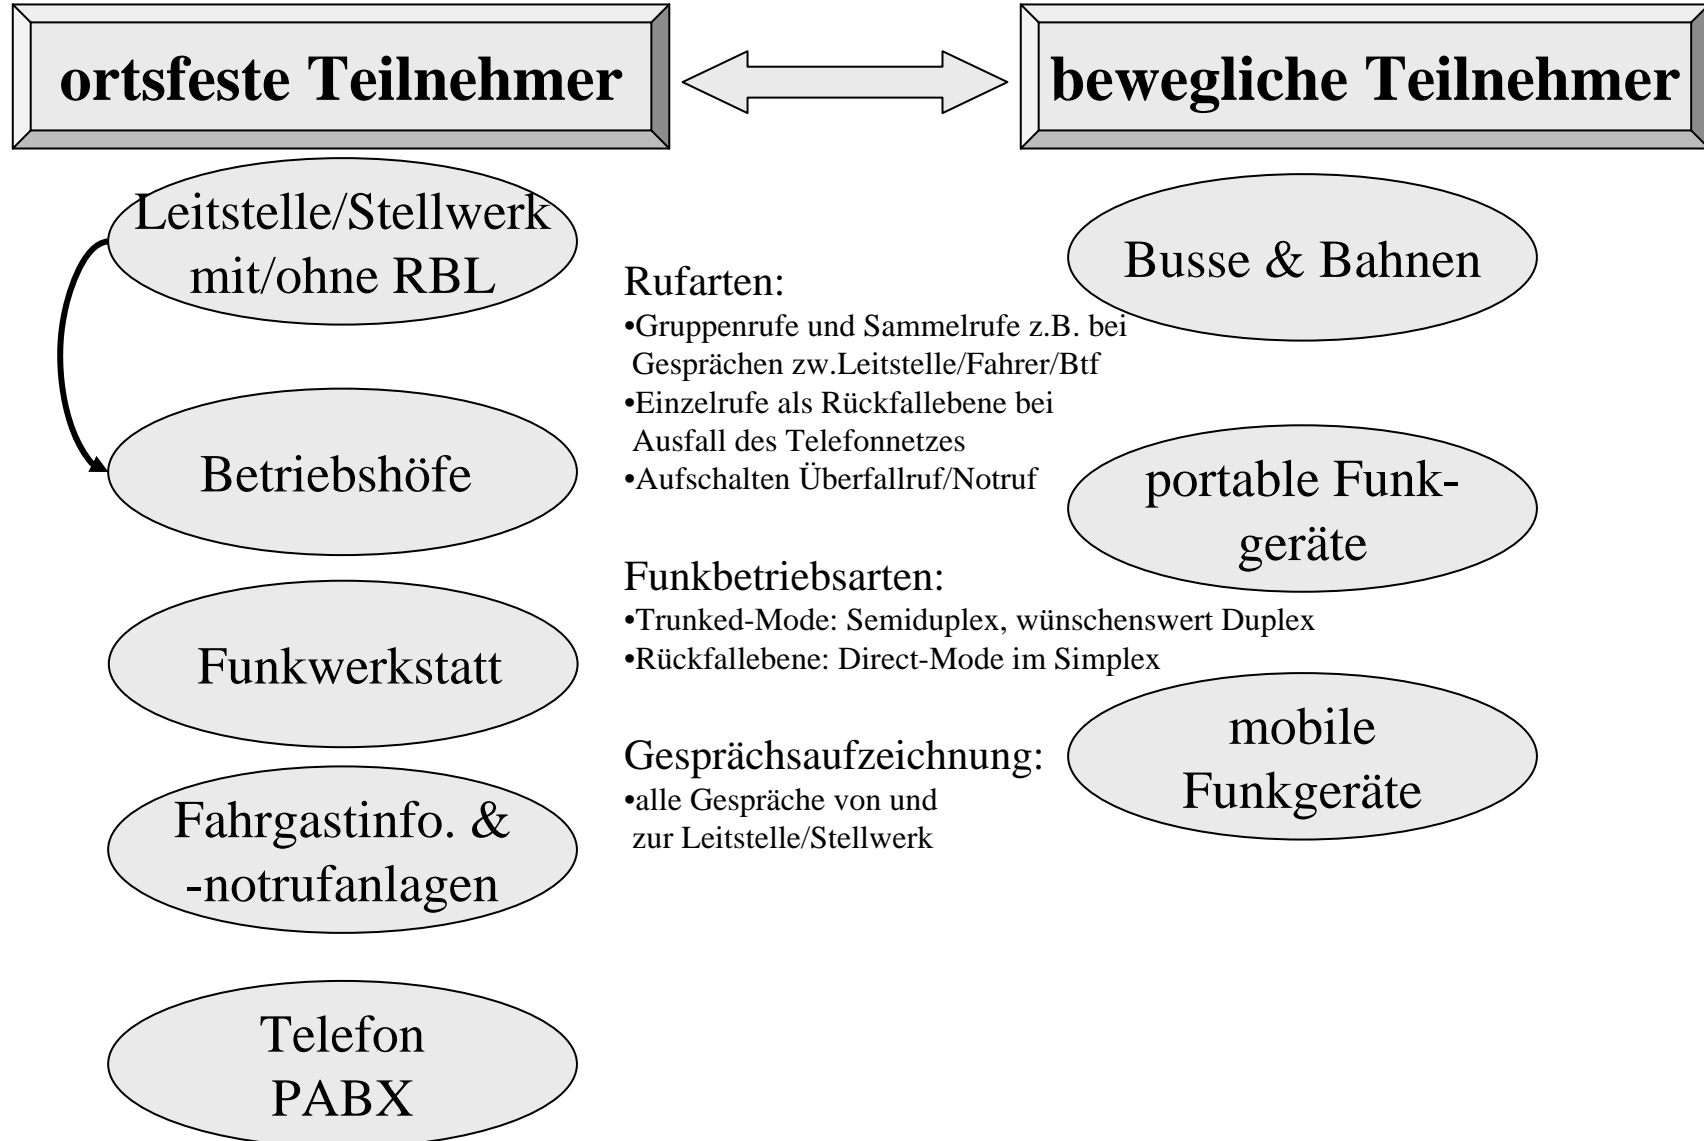 ortsfeste Teilnehmer
bewegliche Teilnehmer
Leitstelle/Stellwerk
mit/ohne RBL
Betriebshöfe
Funkwerkstatt
Fahrgastinfo. &
-notrufanlagen
Telefon
PABX
Rufarten:
•Gruppenrufe und Sammelrufe z.B. bei
Gesprächen zw.Leitstelle/Fahrer/Btf
•Einzelrufe als Rückfallebene bei
Ausfall des Telefonnetzes
•Aufschalten Überfallruf/Notruf
Funkbetriebsarten:
•Trunked-Mode: Semiduplex, wünschenswert Duplex
•Rückfallebene: Direct-Mode im Simplex
Gesprächsaufzeichnung:
•alle Gespräche von und
zur Leitstelle/Stellwerk
Busse & Bahnen
portable Funk-
geräte
mobile
Funkgeräte